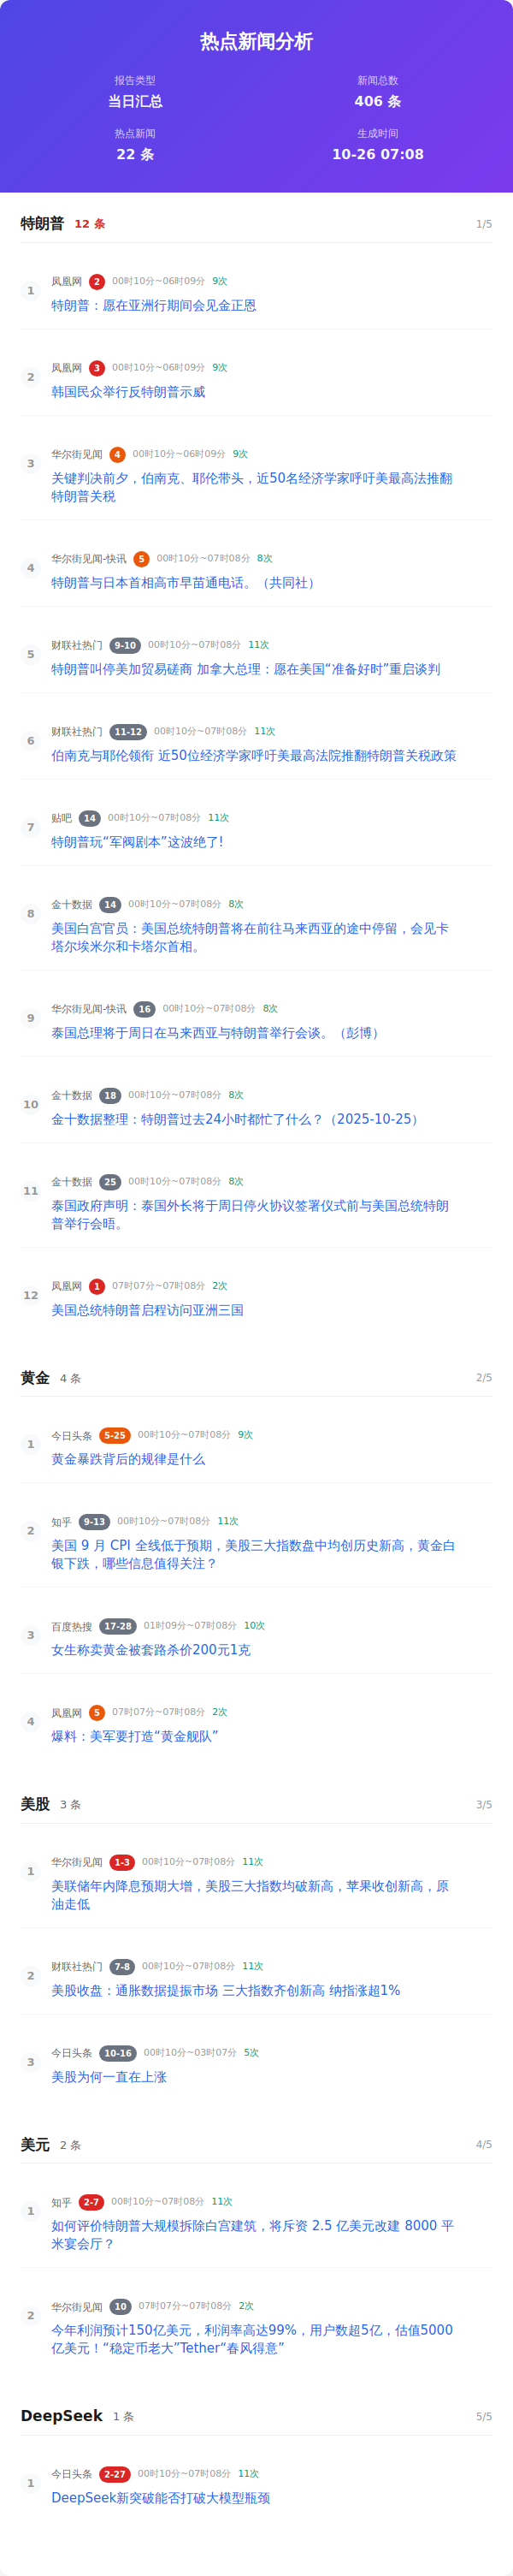 热点新闻分析
报告类型
当日汇总
新闻总数
406 条
热点新闻
22 条
生成时间
10-26 07:08
特朗普 12 条 1/5
1 凤凰网 2 00时10分~06时09分 9次
特朗普：愿在亚洲行期间会见金正恩
2 凤凰网 3 00时10分~06时09分 9次
韩国民众举行反特朗普示威
3 华尔街见闻 4 00时10分~06时09分 9次
关键判决前夕，伯南克、耶伦带头，近50名经济学家呼吁美最高法推翻
特朗普关税
4 华尔街见闻-快讯 5 00时10分~07时08分 8次
特朗普与日本首相高市早苗通电话。（共同社）
5 财联社热门 9-10 00时10分~07时08分 11次
特朗普叫停美加贸易磋商 加拿大总理：愿在美国“准备好时”重启谈判
6 财联社热门 11-12 00时10分~07时08分 11次
伯南克与耶伦领衔 近50位经济学家呼吁美最高法院推翻特朗普关税政策
7 贴吧 14 00时10分~07时08分 11次
特朗普玩“军阀剧本”这波绝了!
8 金十数据 14 00时10分~07时08分 8次
美国白宫官员：美国总统特朗普将在前往马来西亚的途中停留，会见卡
塔尔埃米尔和卡塔尔首相。
9 华尔街见闻-快讯 16 00时10分~07时08分 8次
泰国总理将于周日在马来西亚与特朗普举行会谈。（彭博）
10 金十数据 18 00时10分~07时08分 8次
金十数据整理：特朗普过去24小时都忙了什么？（2025-10-25）
11 金十数据 25 00时10分~07时08分 8次
泰国政府声明：泰国外长将于周日停火协议签署仪式前与美国总统特朗
普举行会晤。
12 凤凰网 1 07时07分~07时08分 2次
美国总统特朗普启程访问亚洲三国
黄金 4 条 2/5
1 今日头条 5-25 00时10分~07时08分 9次
黄金暴跌背后的规律是什么
2 知乎 9-13 00时10分~07时08分 11次
美国 9 月 CPI 全线低于预期，美股三大指数盘中均创历史新高，黄金白
银下跌，哪些信息值得关注？
3 百度热搜 17-28 01时09分~07时08分 10次
女生称卖黄金被套路杀价200元1克
4 凤凰网 5 07时07分~07时08分 2次
爆料：美军要打造“黄金舰队”
美股 3 条 3/5
1 华尔街见闻 1-3 00时10分~07时08分 11次
美联储年内降息预期大增，美股三大指数均破新高，苹果收创新高，原
油走低
2 财联社热门 7-8 00时10分~07时08分 11次
美股收盘：通胀数据提振市场 三大指数齐创新高 纳指涨超1%
3 今日头条 10-16 00时10分~03时07分 5次
美股为何一直在上涨
美元 2 条 4/5
1 知乎 2-7 00时10分~07时08分 11次
如何评价特朗普大规模拆除白宫建筑，将斥资 2.5 亿美元改建 8000 平
米宴会厅？
2 华尔街见闻 10 07时07分~07时08分 2次
今年利润预计150亿美元，利润率高达99%，用户数超5亿，估值5000
亿美元！“稳定币老大”Tether“春风得意”
DeepSeek 1 条 5/5
1 今日头条 2-27 00时10分~07时08分 11次
DeepSeek新突破能否打破大模型瓶颈